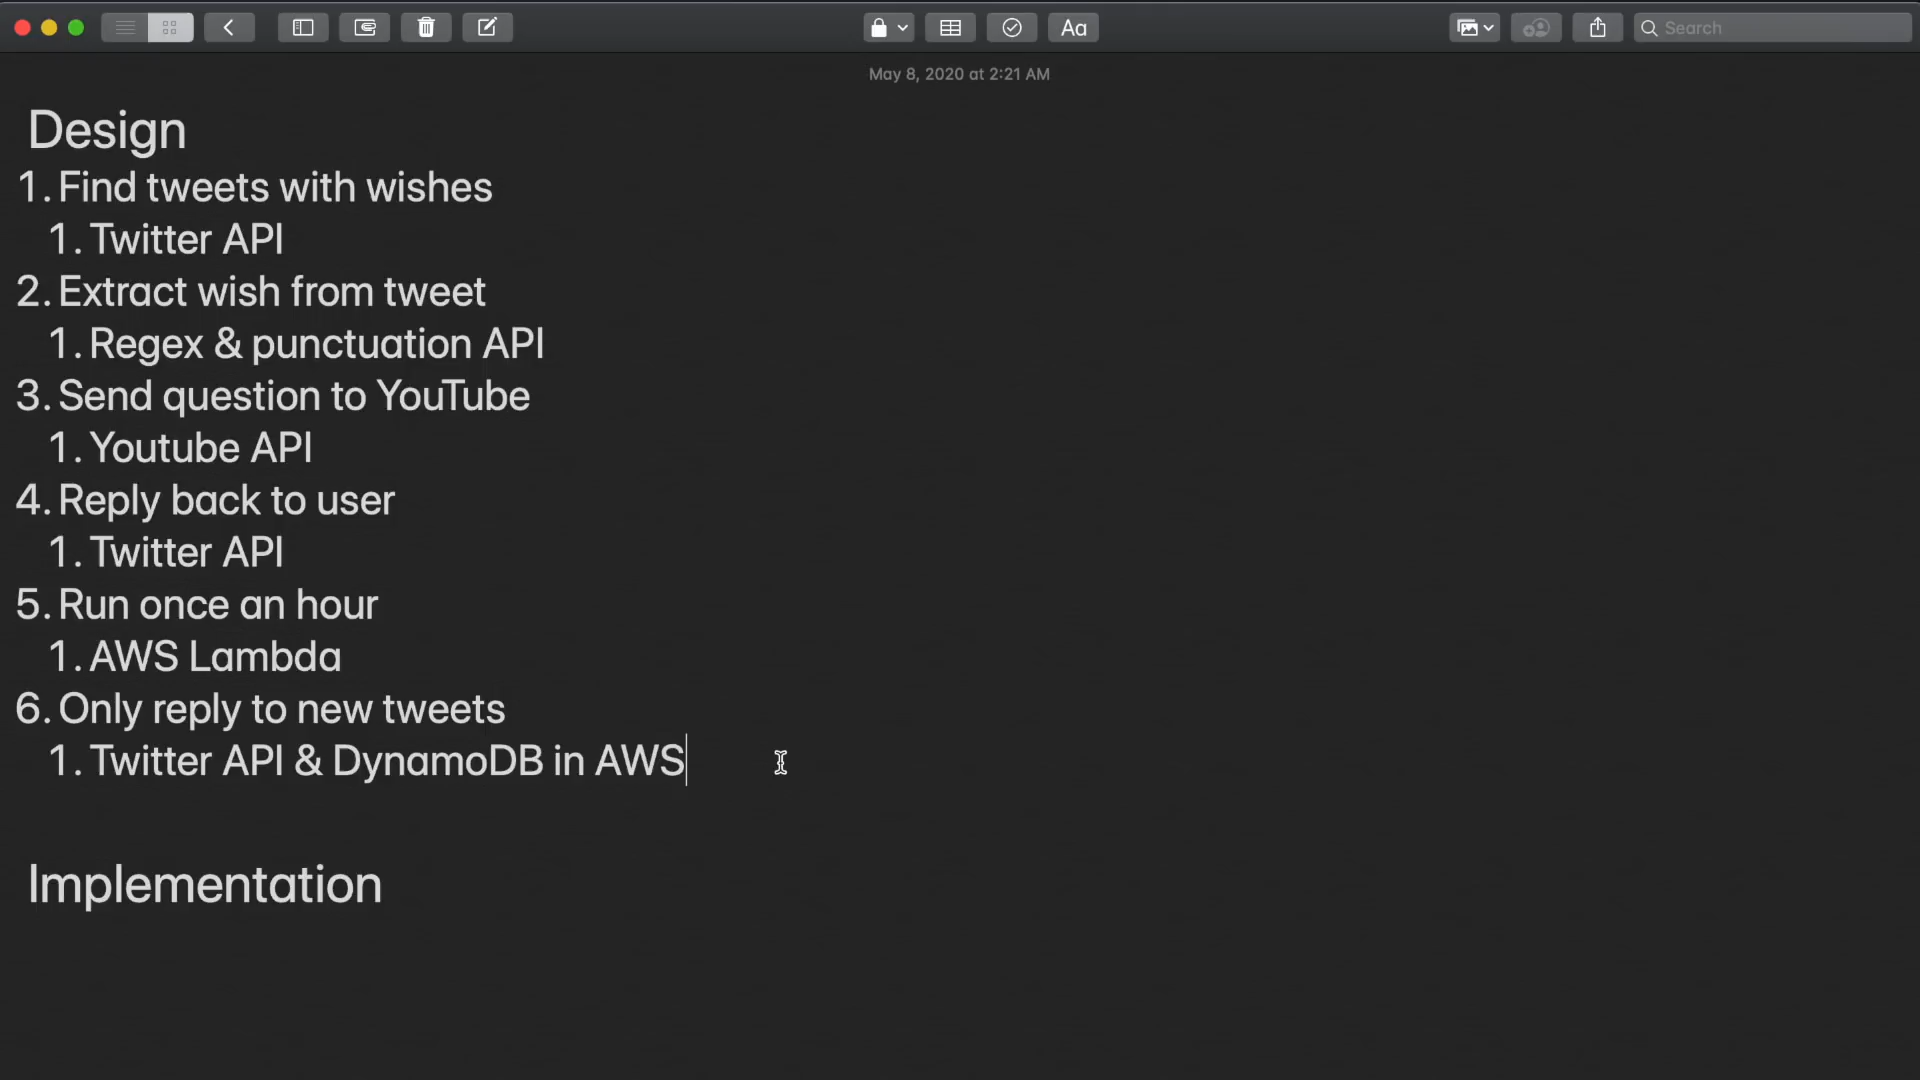 Aa
Search
May 8, 2020 at 2:21 AM
Design
1. Find tweets with wishes
1. Twitter API
2. Extract wish from tweet
1. Regex & punctuation API
3. Send question to YouTube
1. Youtube API
4. Reply back to user
1. Twitter API
5. Run once an hour
1. AWS Lambda
6. Only reply to new tweets
1. Twitter API & DynamoDB in AWS
Implementation